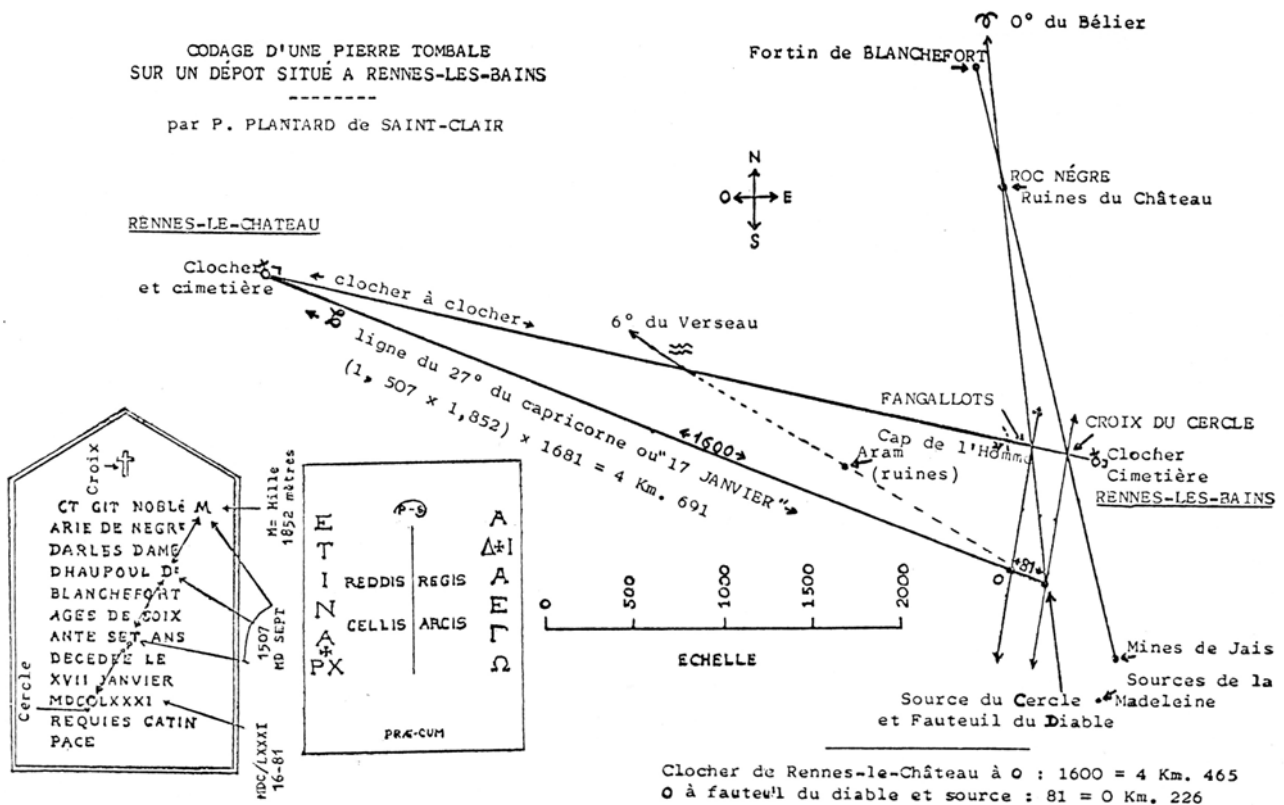 CODAGE D'UNE PIERRE TOMBALE
SUR UN DÉPOT SITUÉ A RENNES-LES-BAINS
--------
par P. PLANTARD de SAINT-CLAIR
0° du Bélier
Fortin de BLANCHEFORT
N
O E
S
ROC NÉGRE
Ruines du Château
RENNES-LE-CHATEAU
Clocher
et cimetière
clocher à clocher
6° du Verseau
ligne du 27° du capricorne ou "17 JANVIER"
(1, 507 x 1,852) x 1681 = 4 Km. 691
1600
FANGALLOTS
CROIX DU CERCLE
Cap de l'Homme
Aram
(ruines)
Clocher
Cimetière
RENNES-LES-BAINS
0
81
0 500 1000 1500 2000
ECHELLE
Mines de Jais
Sources de la
Madeleine
Source du Cercle
et Fauteuil du Diable
Clocher de Rennes-le-Château à O : 1600 = 4 Km. 465
O à fauteuil du diable et source : 81 = 0 Km. 226
Croix
CT GIT NOBLé M
ARIE DE NEGRE
DARLES DAME
DHAUPOUL De
BLANCHEFORT
AGES DE SOIX
ANTE SEpT ANS
DECEDEE LE
XVII JANVIER
MDCOLXXXI
REQUIES CATIN
PACE
Cercle
M= Mille
1852 mètres
1507
MD SEPT
MDC/LXXXI
16-81
P-S
REDDIS REGIS
CELLIS ARCIS
PRÆ-CUM
ET IN A
PX
A
Δ I
A
E
Γ
Ω